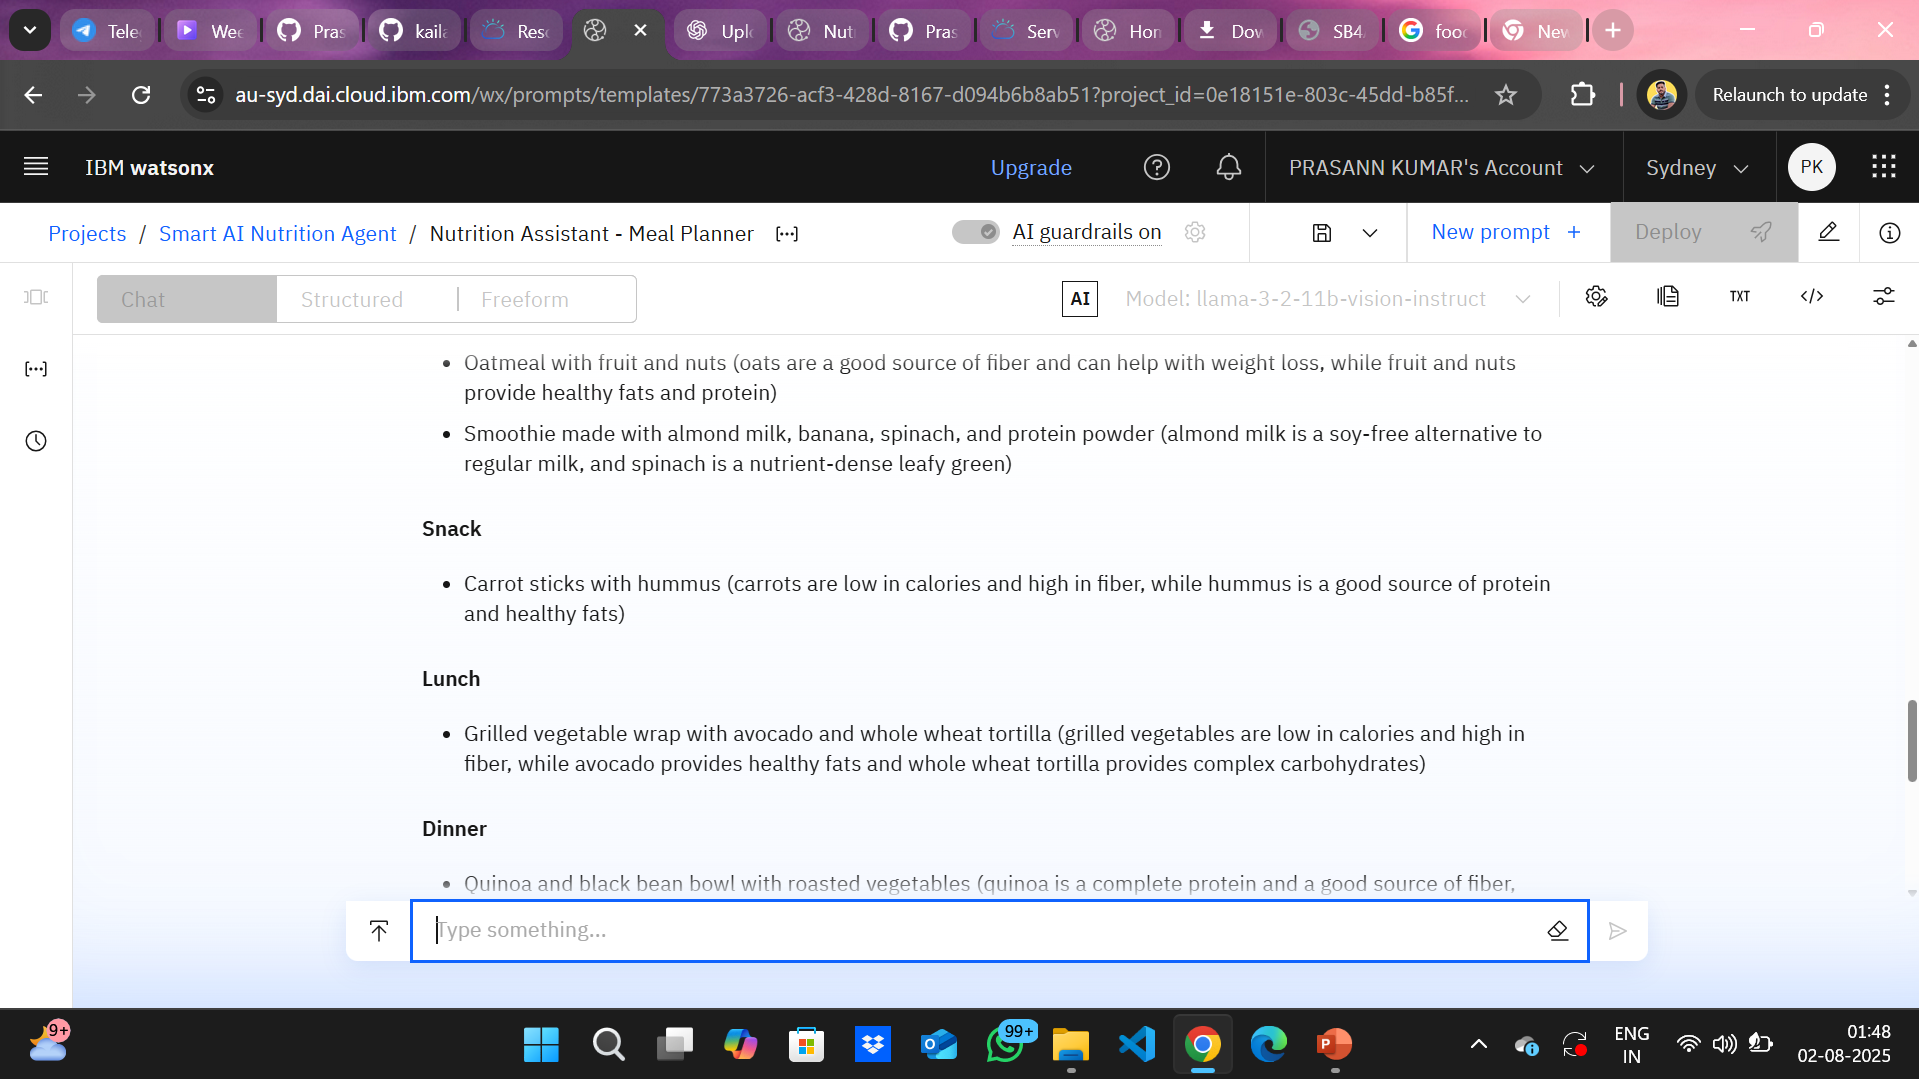 Tele
Wee
Pras
kaila
Reso
Uplo
Nutr
Pras
Serv
Hom
Dow
SB4
food
New
au-syd.dai.cloud.ibm.com/wx/prompts/templates/773a3726-acf3-428d-8167-d094b6b8ab51?project_id=0e18151e-803c-45dd-b85f...
Relaunch to update
IBM watsonx
Upgrade
PRASANN KUMAR's Account
Sydney
PK
Projects / Smart AI Nutrition Agent / Nutrition Assistant - Meal Planner
AI guardrails on
New prompt +
Deploy
Chat
Structured
Freeform
AI
Model: llama-3-2-11b-vision-instruct
TXT
• Oatmeal with fruit and nuts (oats are a good source of fiber and can help with weight loss, while fruit and nuts
provide healthy fats and protein)
• Smoothie made with almond milk, banana, spinach, and protein powder (almond milk is a soy-free alternative to
regular milk, and spinach is a nutrient-dense leafy green)
Snack
• Carrot sticks with hummus (carrots are low in calories and high in fiber, while hummus is a good source of protein
and healthy fats)
Lunch
• Grilled vegetable wrap with avocado and whole wheat tortilla (grilled vegetables are low in calories and high in
fiber, while avocado provides healthy fats and whole wheat tortilla provides complex carbohydrates)
Dinner
• Quinoa and black bean bowl with roasted vegetables (quinoa is a complete protein and a good source of fiber,
Type something...
9+
99+
ENG
IN
01:48
02-08-2025